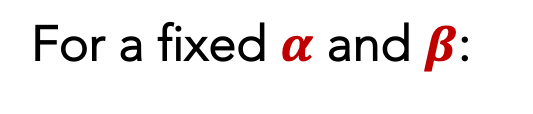 For a fixed α and β: